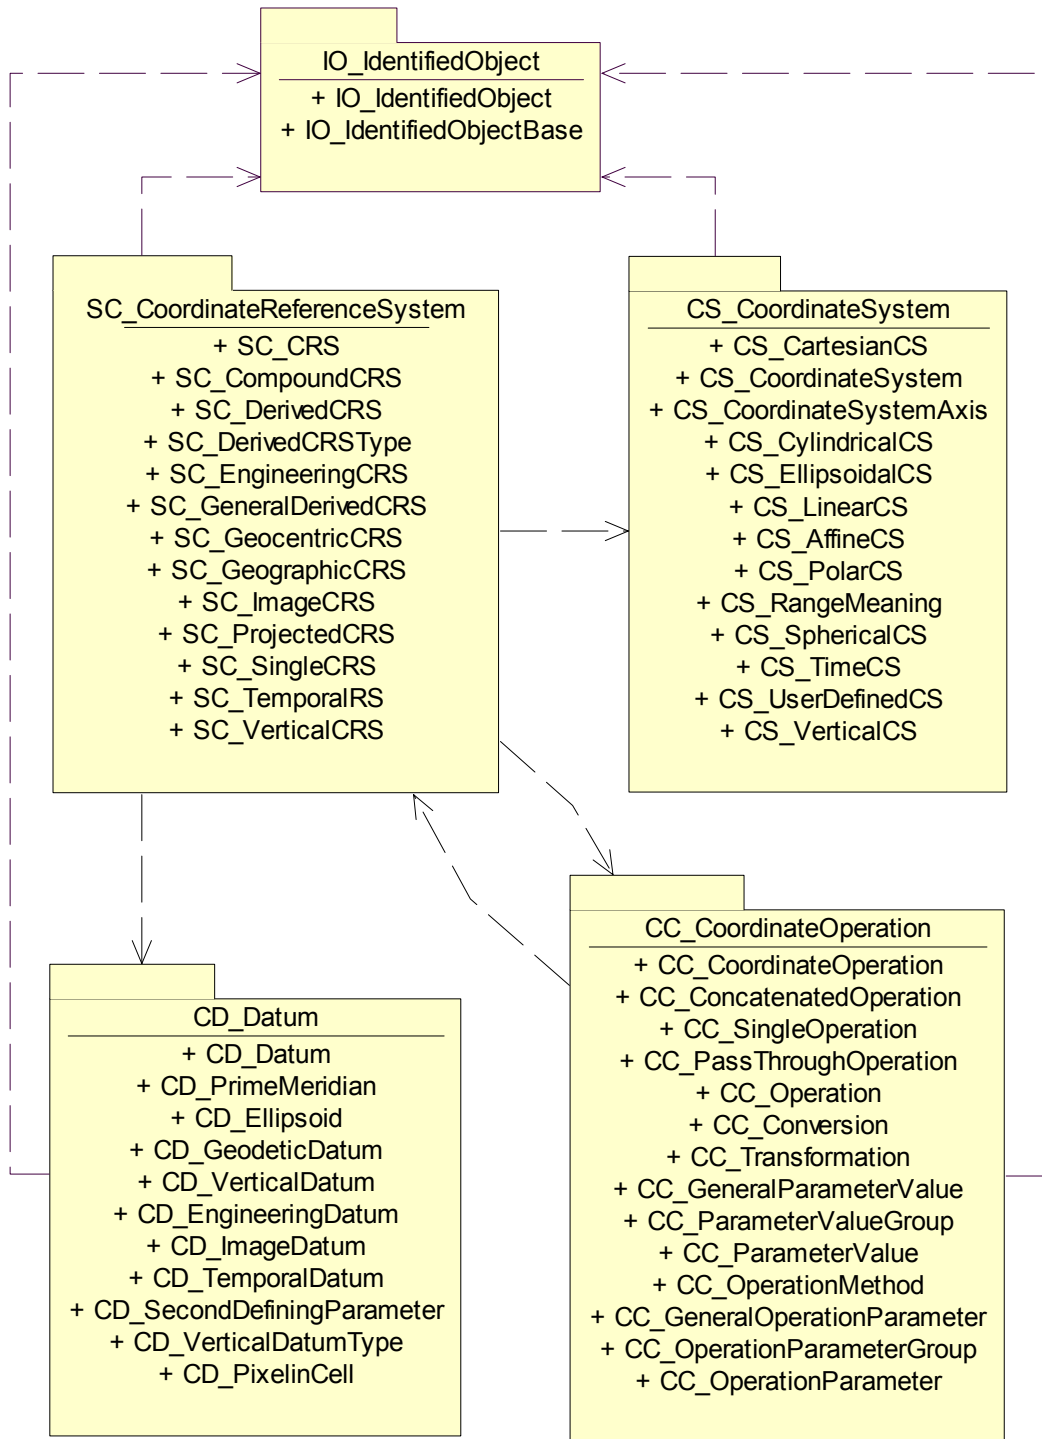 IO_IdentifiedObject
+ IO_IdentifiedObject
+ IO_IdentifiedObjectBase
SC_CoordinateReferenceSystem
+ SC_CRS
+ SC_CompoundCRS
+ SC_DerivedCRS
+ SC_DerivedCRSType
+ SC_EngineeringCRS
+ SC_GeneralDerivedCRS
+ SC_GeocentricCRS
+ SC_GeographicCRS
+ SC_ImageCRS
+ SC_ProjectedCRS
+ SC_SingleCRS
+ SC_TemporalRS
+ SC_VerticalCRS
CS_CoordinateSystem
+ CS_CartesianCS
+ CS_CoordinateSystem
+ CS_CoordinateSystemAxis
+ CS_CylindricalCS
+ CS_EllipsoidalCS
+ CS_LinearCS
+ CS_AffineCS
+ CS_PolarCS
+ CS_RangeMeaning
+ CS_SphericalCS
+ CS_TimeCS
+ CS_UserDefinedCS
+ CS_VerticalCS
CD_Datum
+ CD_Datum
+ CD_PrimeMeridian
+ CD_Ellipsoid
+ CD_GeodeticDatum
+ CD_VerticalDatum
+ CD_EngineeringDatum
+ CD_ImageDatum
+ CD_TemporalDatum
+ CD_SecondDefiningParameter
+ CD_VerticalDatumType
+ CD_PixelinCell
CC_CoordinateOperation
+ CC_CoordinateOperation
+ CC_ConcatenatedOperation
+ CC_SingleOperation
+ CC_PassThroughOperation
+ CC_Operation
+ CC_Conversion
+ CC_Transformation
+ CC_GeneralParameterValue
+ CC_ParameterValueGroup
+ CC_ParameterValue
+ CC_OperationMethod
+ CC_GeneralOperationParameter
+ CC_OperationParameterGroup
+ CC_OperationParameter